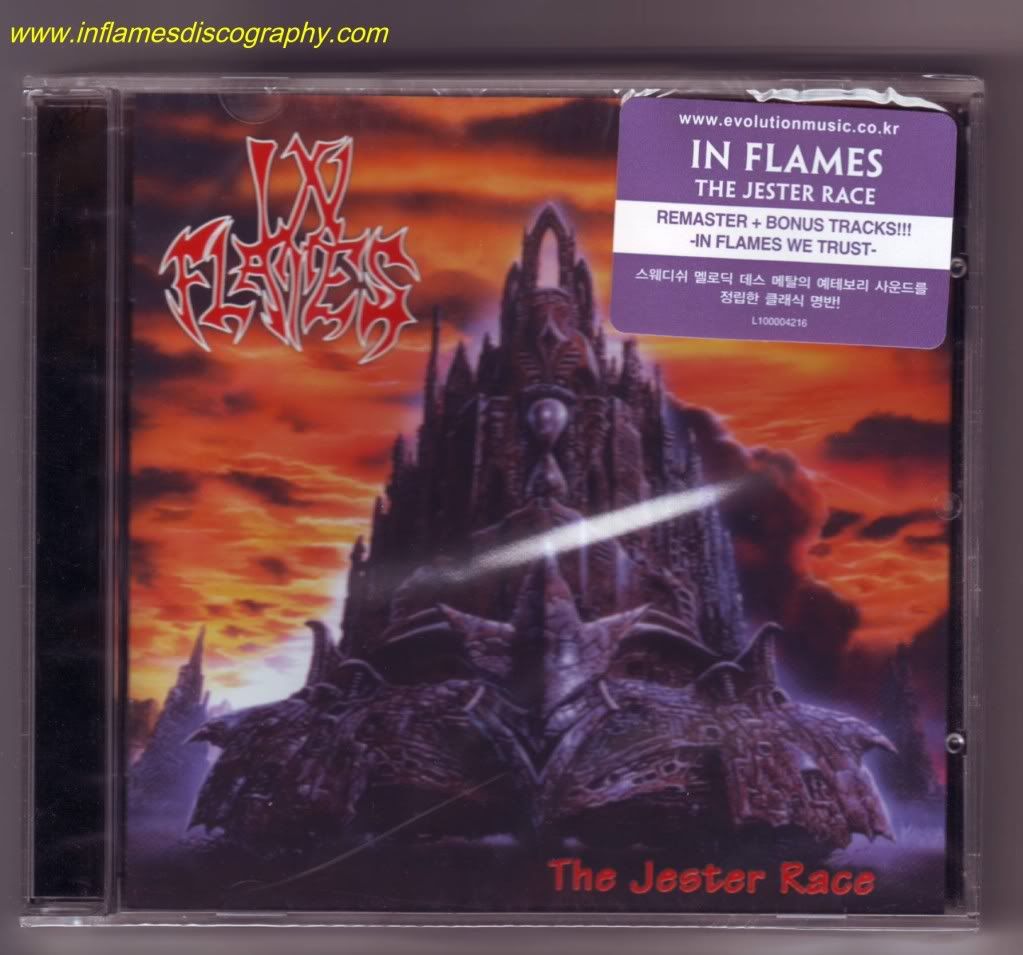 www.inflamesdiscography.com
IN
FLAMES
www.evolutionmusic.co.kr
IN FLAMES
THE JESTER RACE
REMASTER + BONUS TRACKS!!!
-IN FLAMES WE TRUST-
스웨디쉬 멜로딕 데스 메탈의 예테보리 사운드를
정립한 클래식 명반!
L100004216
The Jester Race